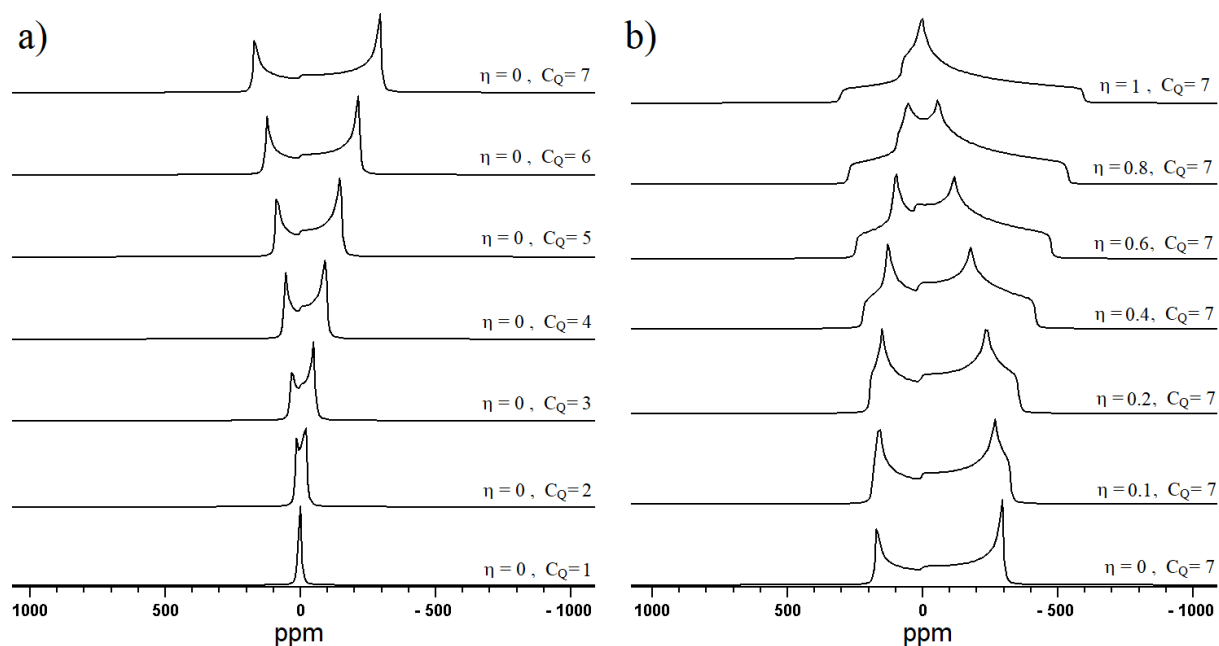 a)
η = 0 , CQ= 7
η = 0 , CQ= 6
η = 0 , CQ= 5
η = 0 , CQ= 4
η = 0 , CQ= 3
η = 0 , CQ= 2
η = 0 , CQ= 1
1000 500 0 - 500 - 1000
ppm
b)
η = 1 , CQ= 7
η = 0.8, CQ= 7
η = 0.6, CQ= 7
η = 0.4, CQ= 7
η = 0.2, CQ= 7
η = 0.1, CQ= 7
η = 0 , CQ= 7
1000 500 0 - 500 - 1000
ppm